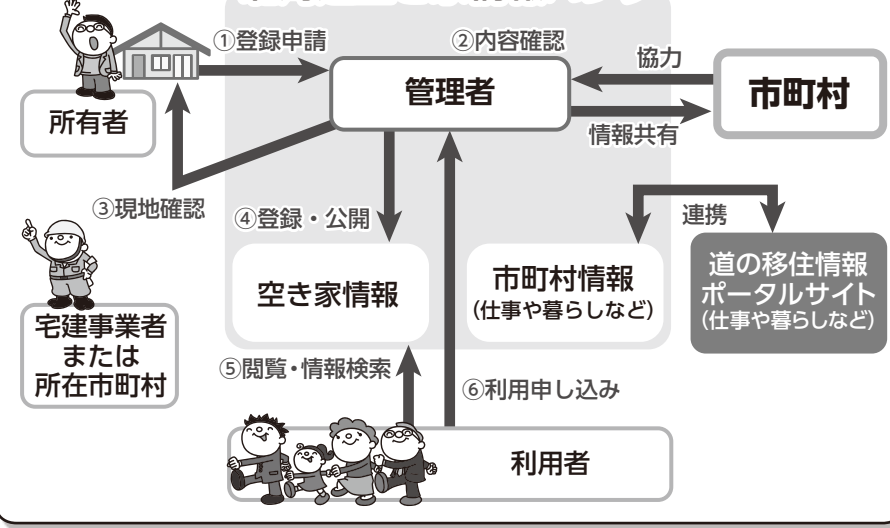 ①登録申請
②内容確認
協力
管理者
市町村
所有者
情報共有
③現地確認
④登録・公開
連携
空き家情報
市町村情報
(仕事や暮らしなど)
道の移住情報
ポータルサイト
(仕事や暮らしなど)
宅建事業者
または
所在市町村
⑤閲覧・情報検索
⑥利用申し込み
利用者